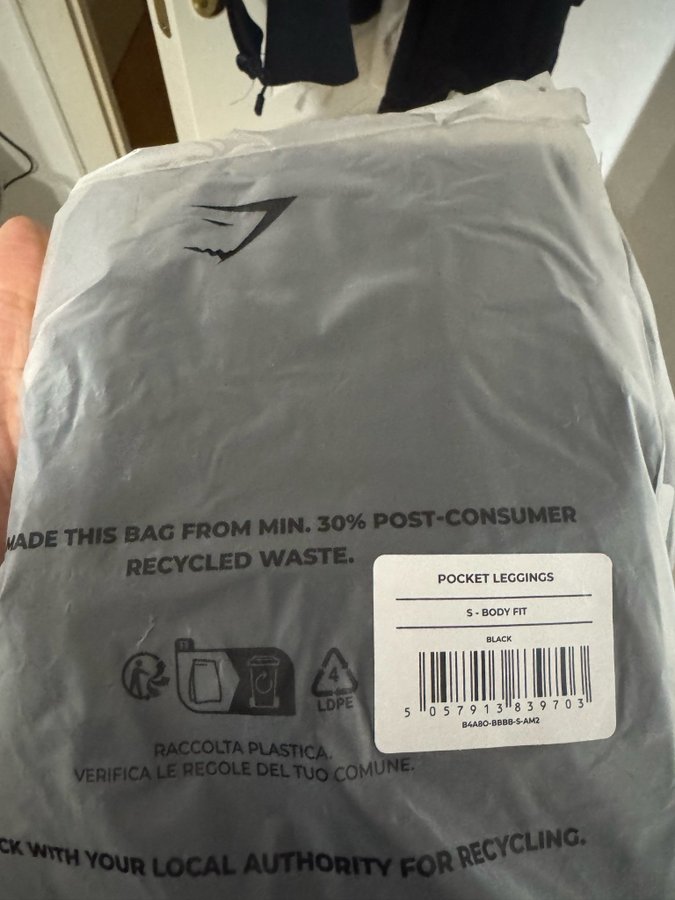 MADE THIS BAG FROM MIN. 30% POST-CONSUMER
RECYCLED WASTE.
POCKET LEGGINGS
S - BODY FIT
BLACK
5 057913 839703
B4A8O-BBBB-S-AM2
4
LDPE
RACCOLTA PLASTICA.
VERIFICA LE REGOLE DEL TUO COMUNE.
CK WITH YOUR LOCAL AUTHORITY FOR RECYCLING.